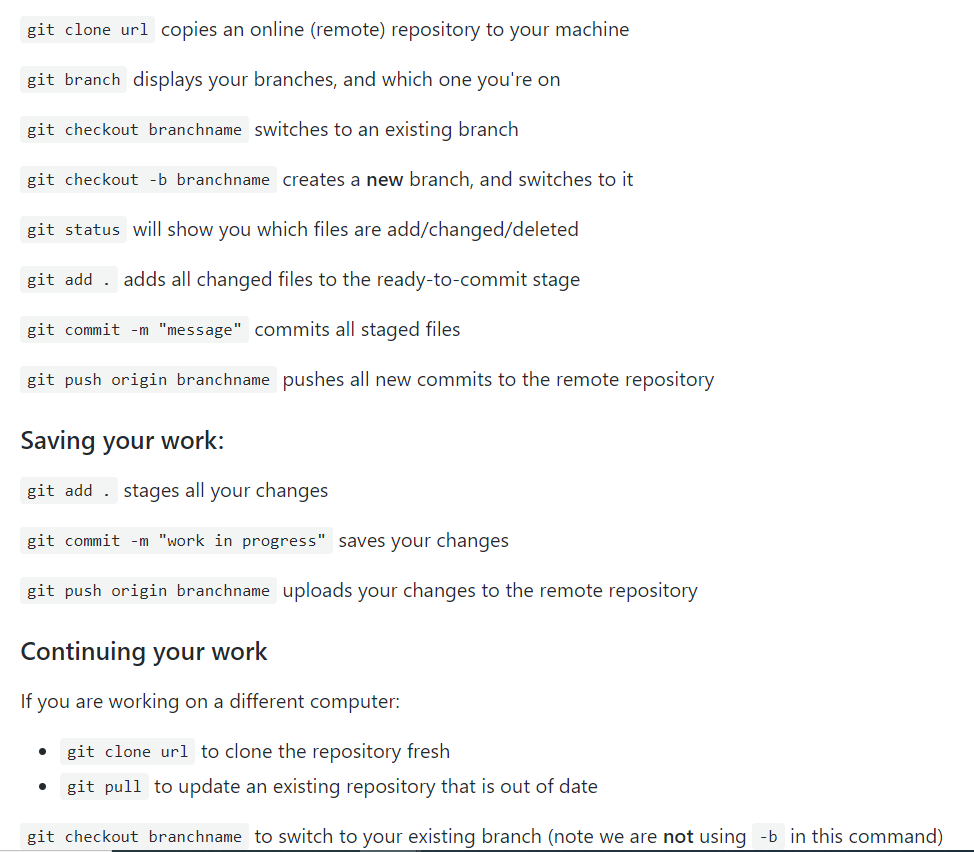 git clone url copies an online (remote) repository to your machine
git branch displays your branches, and which one you're on
git checkout branchname switches to an existing branch
git checkout -b branchname creates a new branch, and switches to it
git status will show you which files are add/changed/deleted
git add . adds all changed files to the ready-to-commit stage
git commit -m "message" commits all staged files
git push origin branchname pushes all new commits to the remote repository
Saving your work:
git add . stages all your changes
git commit -m "work in progress" saves your changes
git push origin branchname uploads your changes to the remote repository
Continuing your work
If you are working on a different computer:
• git clone url to clone the repository fresh
• git pull to update an existing repository that is out of date
git checkout branchname to switch to your existing branch (note we are not using -b in this command)